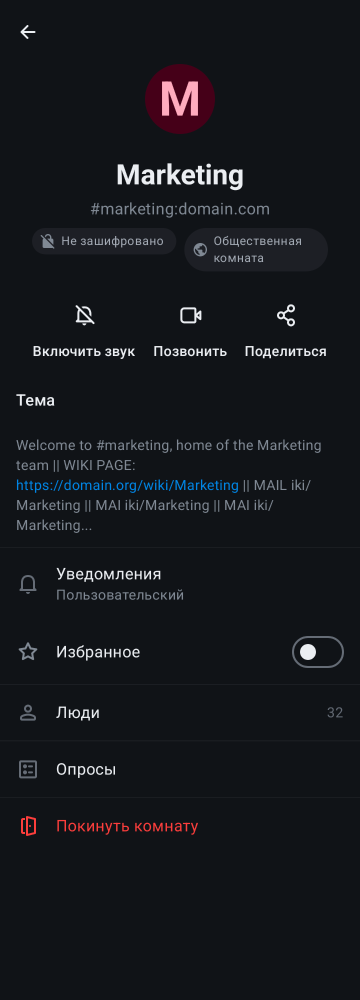 M
Marketing
#marketing:domain.com
Не зашифровано
Общественная
комната
Включить звук
Позвонить
Поделиться
Тема
Welcome to #marketing, home of the Marketing
team || WIKI PAGE:
https://domain.org/wiki/Marketing || MAIL iki/
Marketing || MAI iki/Marketing || MAI iki/
Marketing...
Уведомления
Пользовательский
Избранное
Люди
32
Опросы
Покинуть комнату